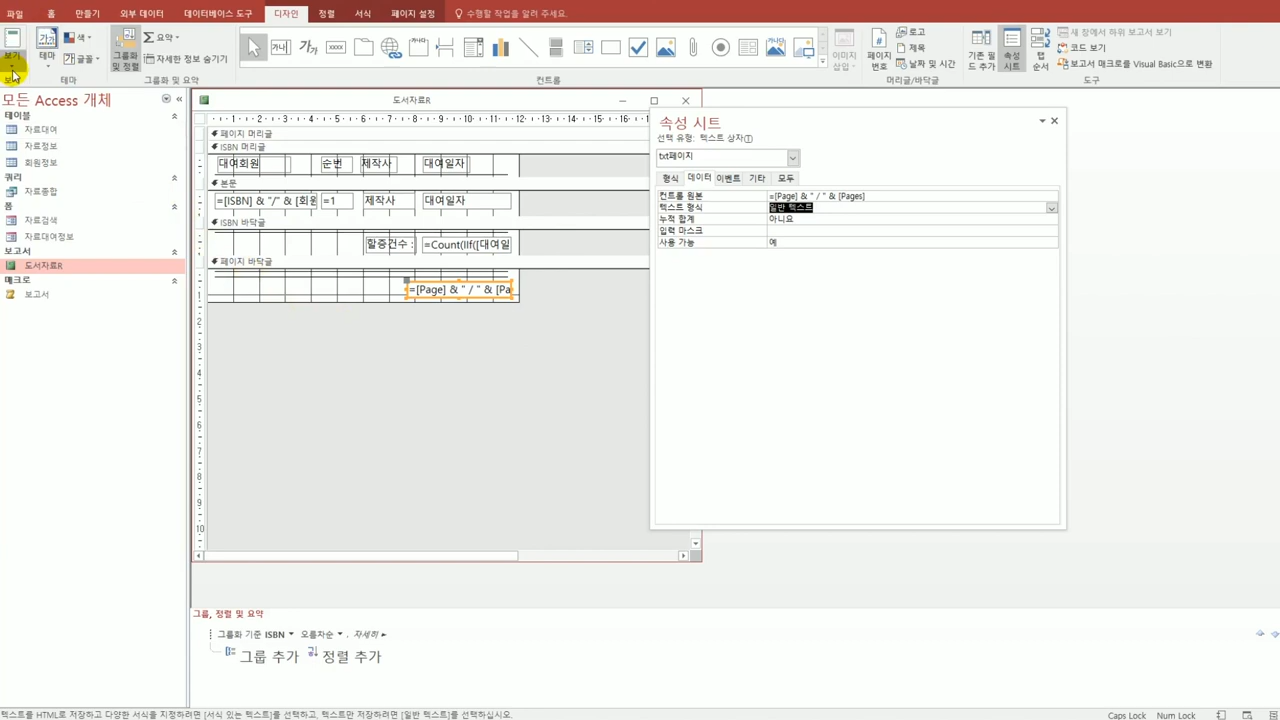 파일 홈 만들기 외부 데이터 데이터베이스 도구 디자인 정렬 서식 페이지 설정 수행할 작업을 알려 주세요.
보기 테마 색 글꼴 그룹화 및 정렬 Σ 요약 자세한 정보 숨기기 이미지 삽입 페이지 번호 로고 제목 날짜 및 시간 기존 필드 추가 속성 시트 탭 순서 새 창에서 하위 보고서 보기 코드 보기 보고서 매크로를 Visual Basic으로 변환
테마 그룹화 및 요약 컨트롤 머리글/바닥글 도구
모든 Access 개체
테이블
자료대여
자료정보
회원정보
쿼리
자료종합
폼
자료검색
자료대여정보
보고서
도서자료R
매크로
보고서
도서자료R
페이지 머리글
ISBN 머리글
대여회원 순번 제작사 대여일자
본문
=[ISBN] & "/" & [회원 =1 제작사 대여일자
ISBN 바닥글
할증건수 : =Count(IIf([대여일
페이지 바닥글
=[Page] & " / " & [Pa
속성 시트
선택 유형: 텍스트 상자(T)
txt페이지
형식 데이터 이벤트 기타 모두
컨트롤 원본 =[Page] & " / " & [Pages]
텍스트 형식 일반 텍스트
누적 합계 아니요
입력 마스크
사용 가능 예
그룹, 정렬 및 요약
그룹화 기준 ISBN 오름차순 , 자세히
그룹 추가 정렬 추가
텍스트를 HTML로 저장하고 다양한 서식을 지정하려면 [서식 있는 텍스트]를 선택하고, 텍스트만 저장하려면 [일반 텍스트]를 선택하십시오. Caps Lock Num Lock